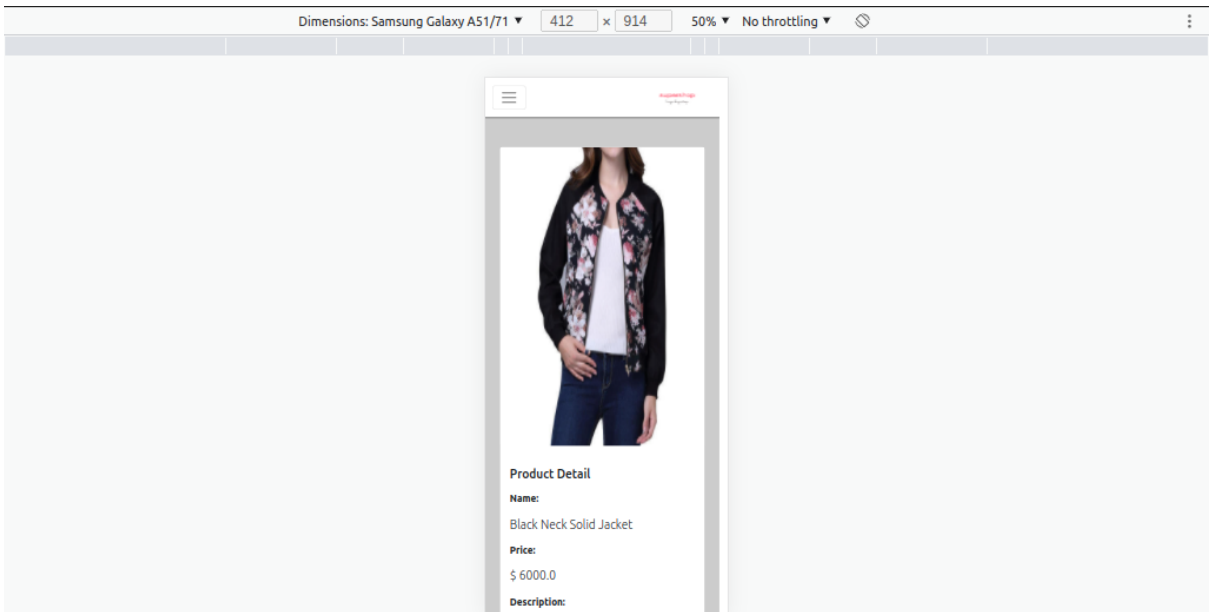 Dimensions: Samsung Galaxy A51/71 ▼ 412 × 914 50% ▼ No throttling ▼
Product Detail
Name:
Black Neck Solid Jacket
Price:
$ 6000.0
Description: